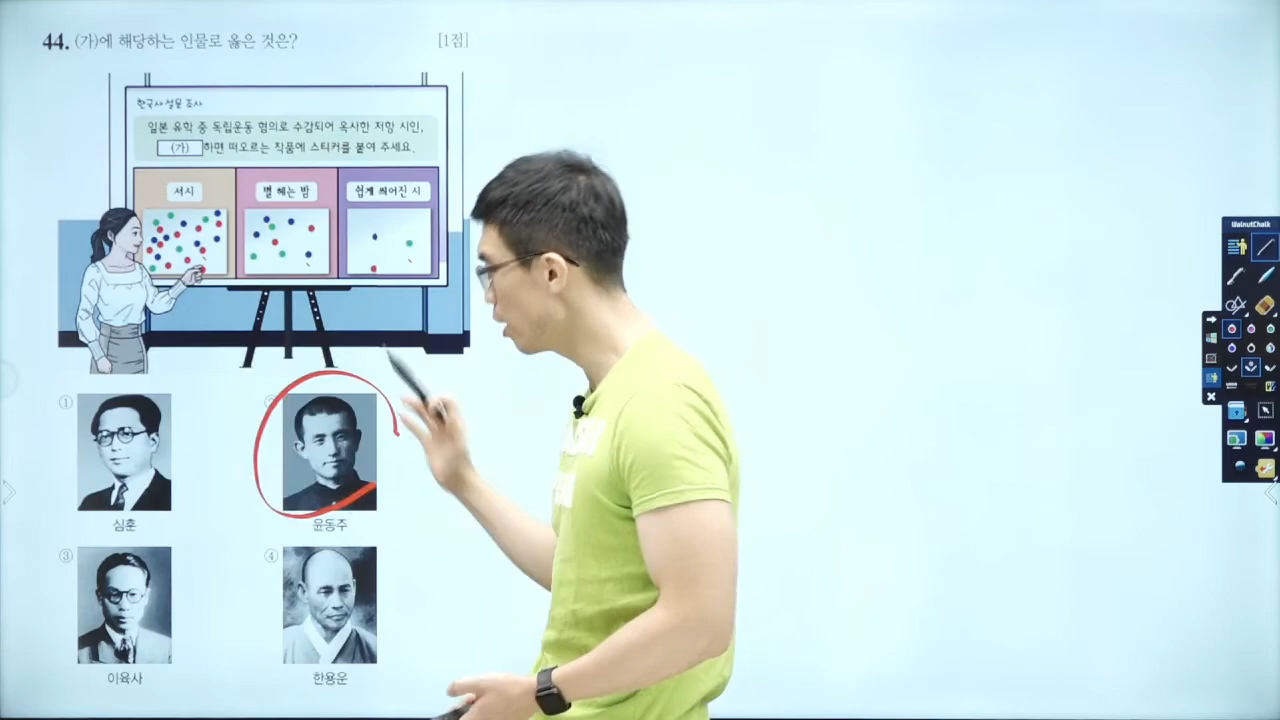 44. (가)에 해당하는 인물로 옳은 것은? [1점]
한국사 설문 조사
일본 유학 중 독립운동 혐의로 수감되어 옥사한 저항 시인,
(가) 하면 떠오르는 작품에 스티커를 붙여 주세요.
서시 별 헤는 밤 쉽게 씌어진 시
① ②
심훈 윤동주
③ ④
이육사 한용운
WalnutChalk